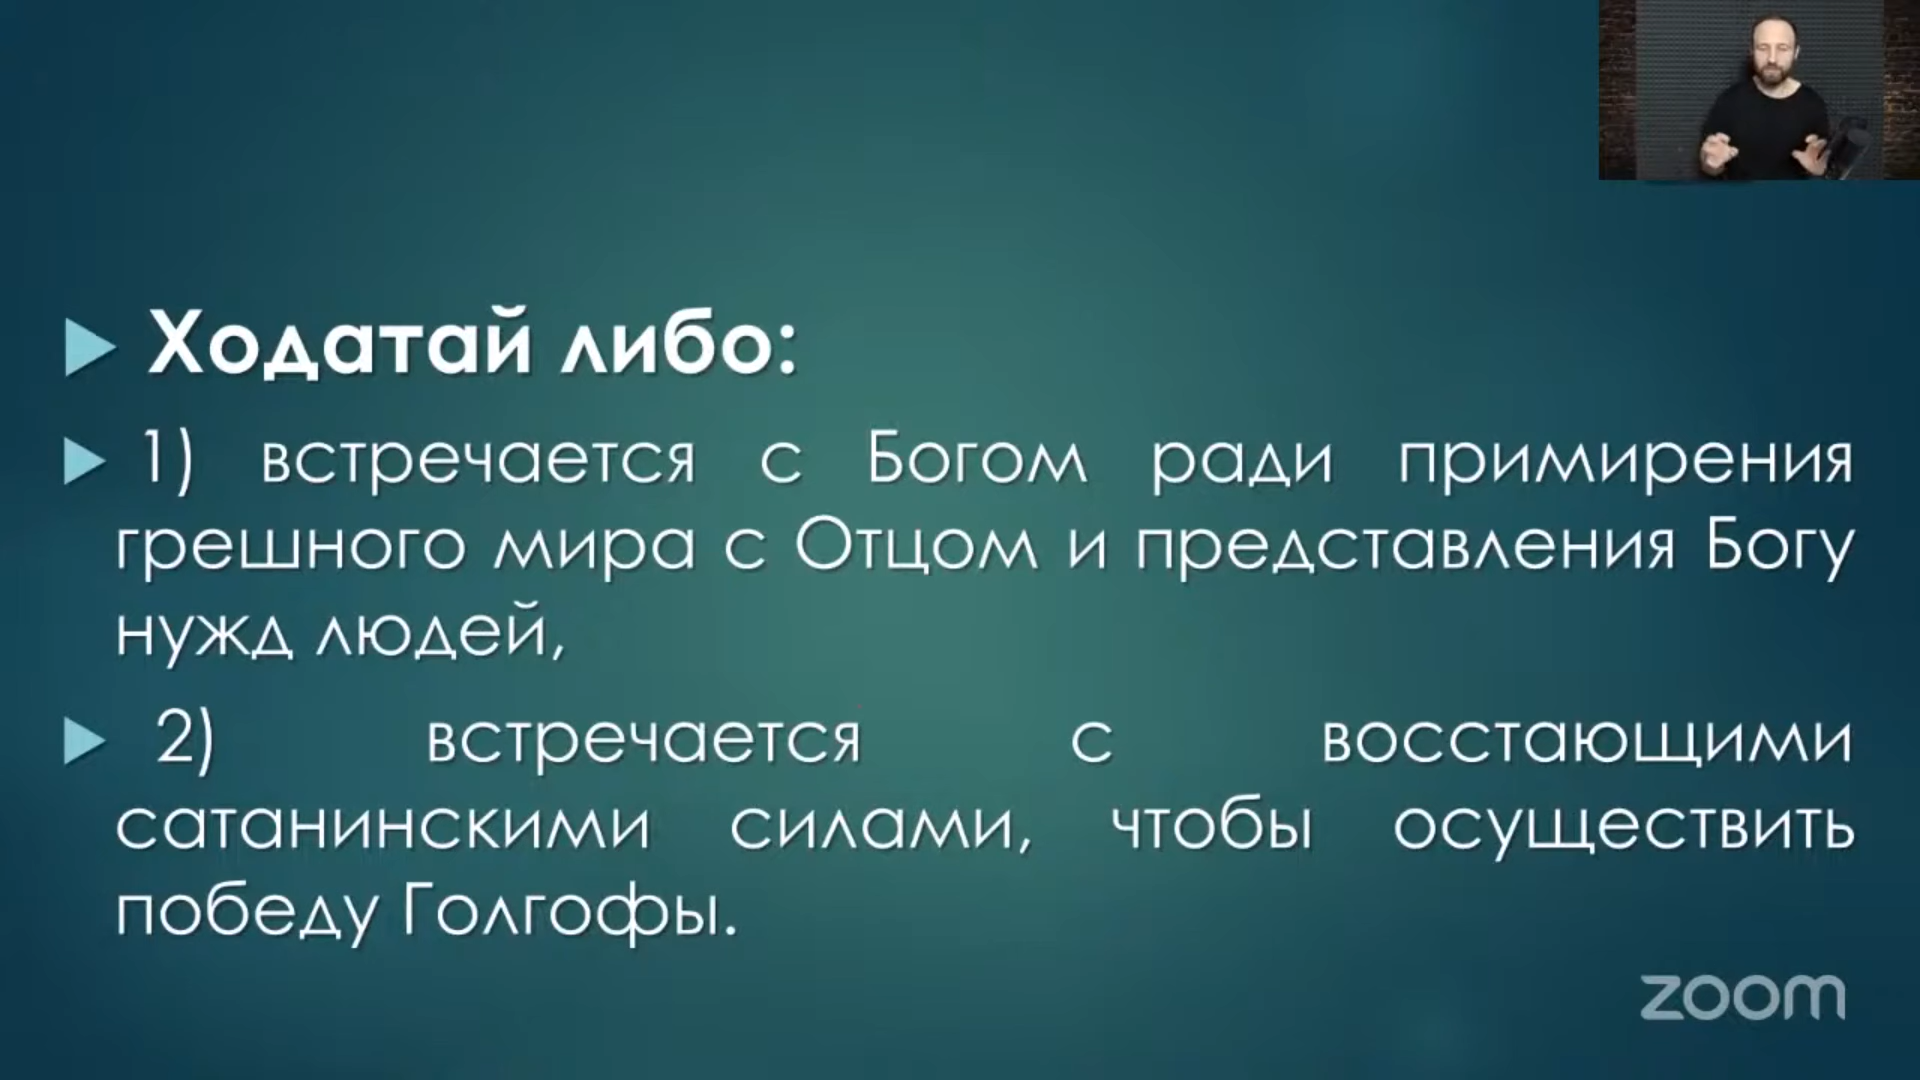 Ходатай либо:
1) встречается с Богом ради примирения
грешного мира с Отцом и представления Богу
нужд людей,
2) встречается с восстающими
сатанинскими силами, чтобы осуществить
победу Голгофы.
zoom